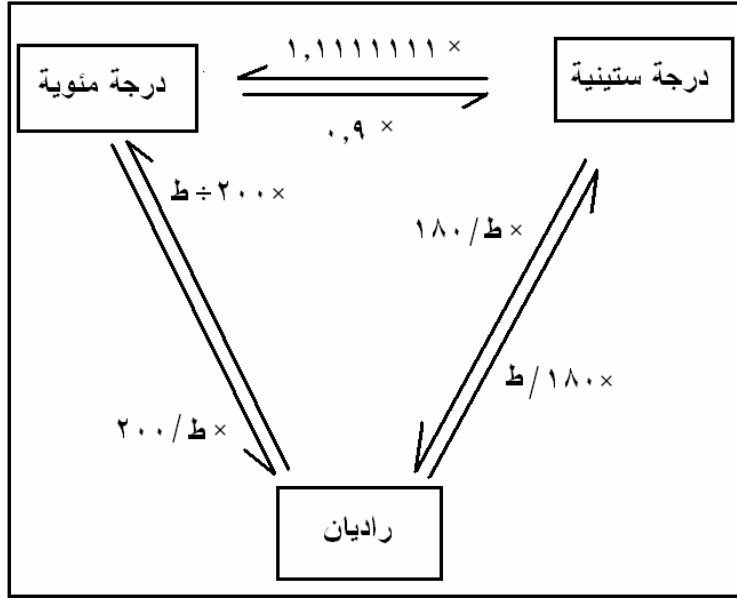 × ١,١١١١١١١
درجة ستينية
درجة مئوية
× ٠,٩
×٢٠٠÷ط
× ط/١٨٠
×١٨٠/ط
× ط/٢٠٠
راديان